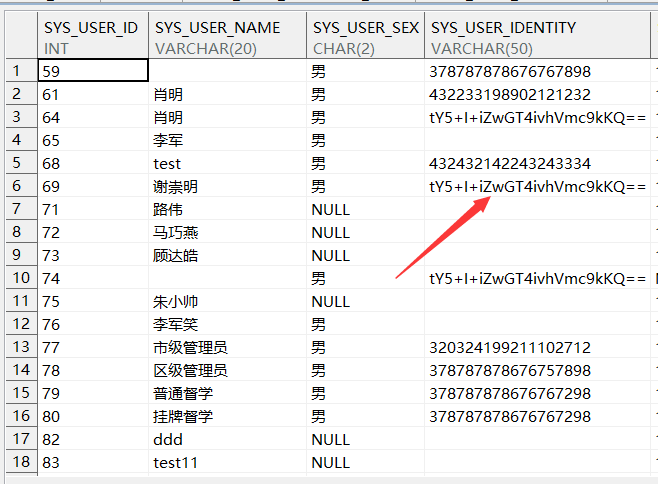 SYS_USER_ID SYS_USER_NAME SYS_USER_SEX SYS_USER_IDENTITY
INT VARCHAR(20) CHAR(2) VARCHAR(50)
1 59 男 378787878676767898
2 61 肖明 男 432233198902121232
3 64 肖明 男 tY5+I+iZwGT4ivhVmc9kKQ==
4 65 李军 男
5 68 test 男 432432142243243334
6 69 谢崇明 男 tY5+I+iZwGT4ivhVmc9kKQ==
7 71 路伟 NULL
8 72 马巧燕 NULL
9 73 顾达皓 NULL
10 74 男 tY5+I+iZwGT4ivhVmc9kKQ==
11 75 朱小帅 NULL
12 76 李军笑 男
13 77 市级管理员 男 320324199211102712
14 78 区级管理员 男 378787878676757898
15 79 普通督学 男 378787878676767298
16 80 挂牌督学 男 378787878676767298
17 82 ddd NULL
18 83 test11 NULL